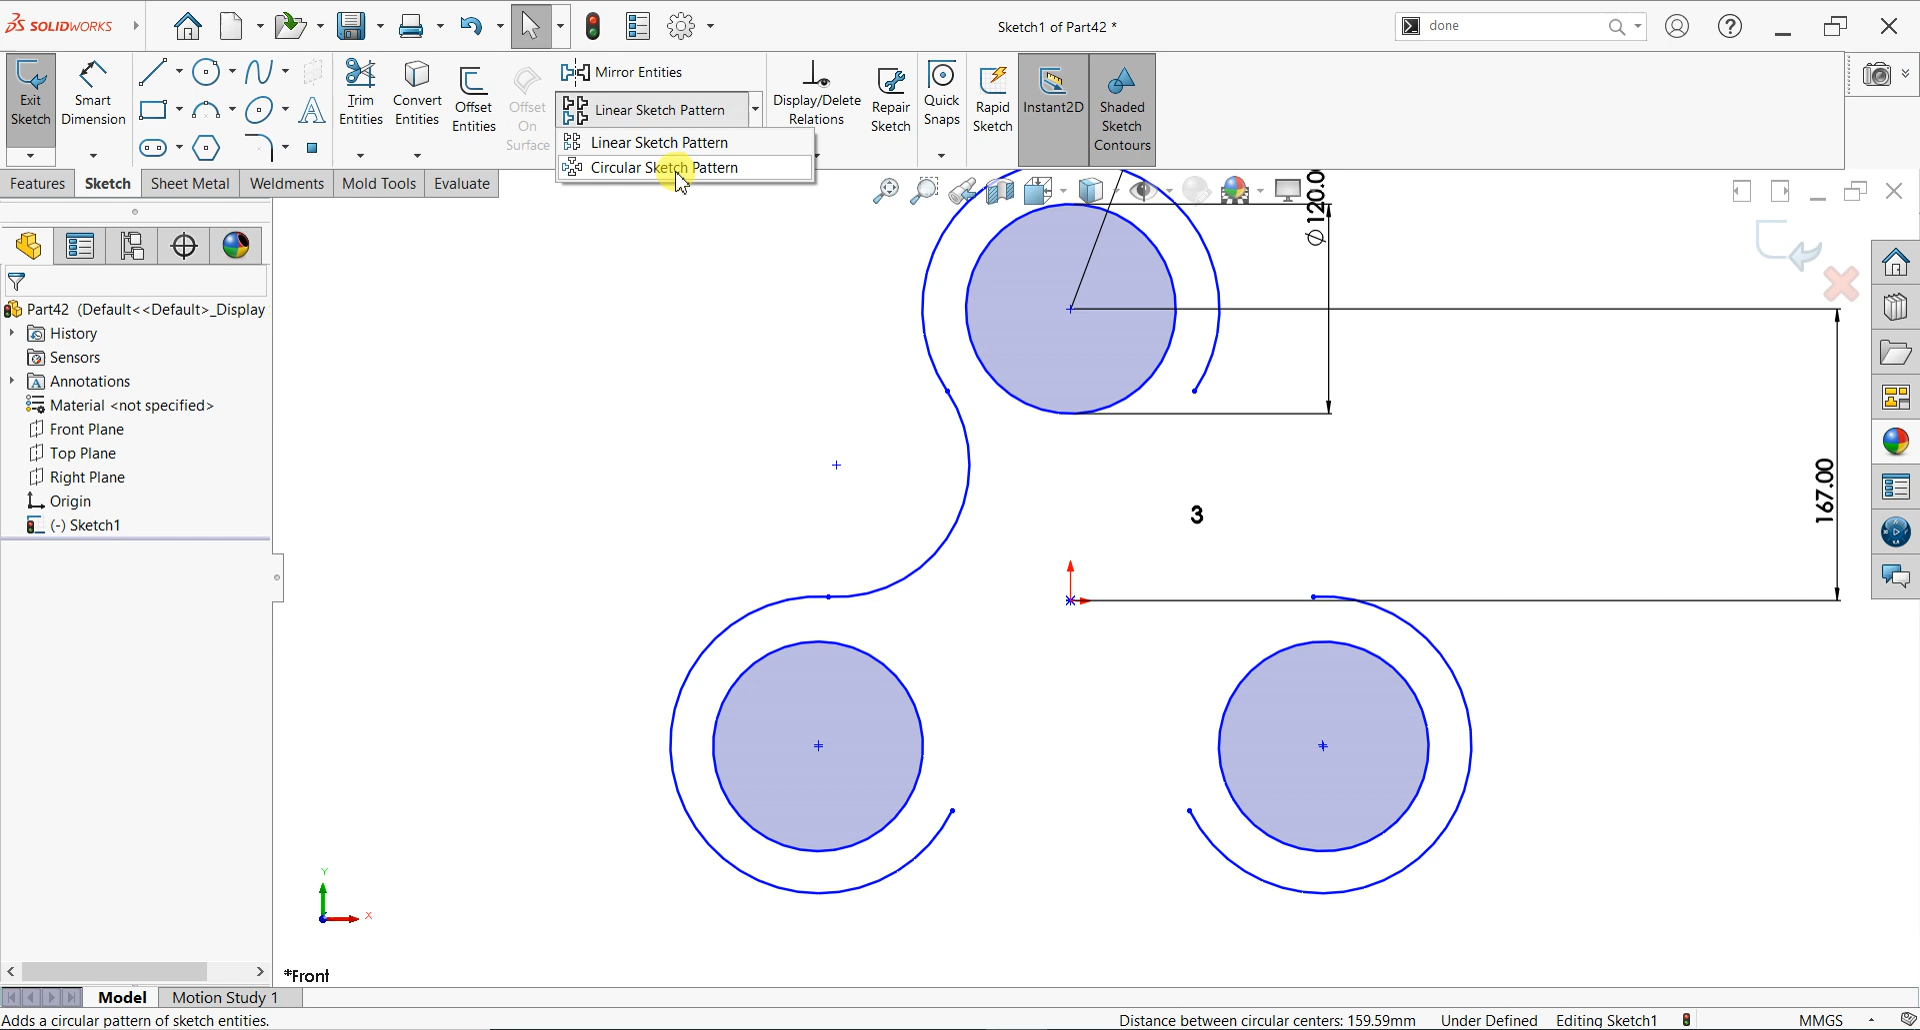 SOLIDWORKS
Sketch1 of Part42 *
done
Exit Sketch
Smart Dimension
Trim Entities
Convert Entities
Offset Entities
Offset On Surface
Mirror Entities
Linear Sketch Pattern
Linear Sketch Pattern
Circular Sketch Pattern
Display/Delete Relations
Repair Sketch
Quick Snaps
Rapid Sketch
Instant2D
Shaded Sketch Contours
Features
Sketch
Sheet Metal
Weldments
Mold Tools
Evaluate
Part42 (Default<<Default>_Display
History
Sensors
Annotations
Material <not specified>
Front Plane
Top Plane
Right Plane
Origin
(-) Sketch1
∅ 120.0
167.00
3
Y
X
*Front
Model
Motion Study 1
Adds a circular pattern of sketch entities.
Distance between circular centers: 159.59mm
Under Defined
Editing Sketch1
MMGS